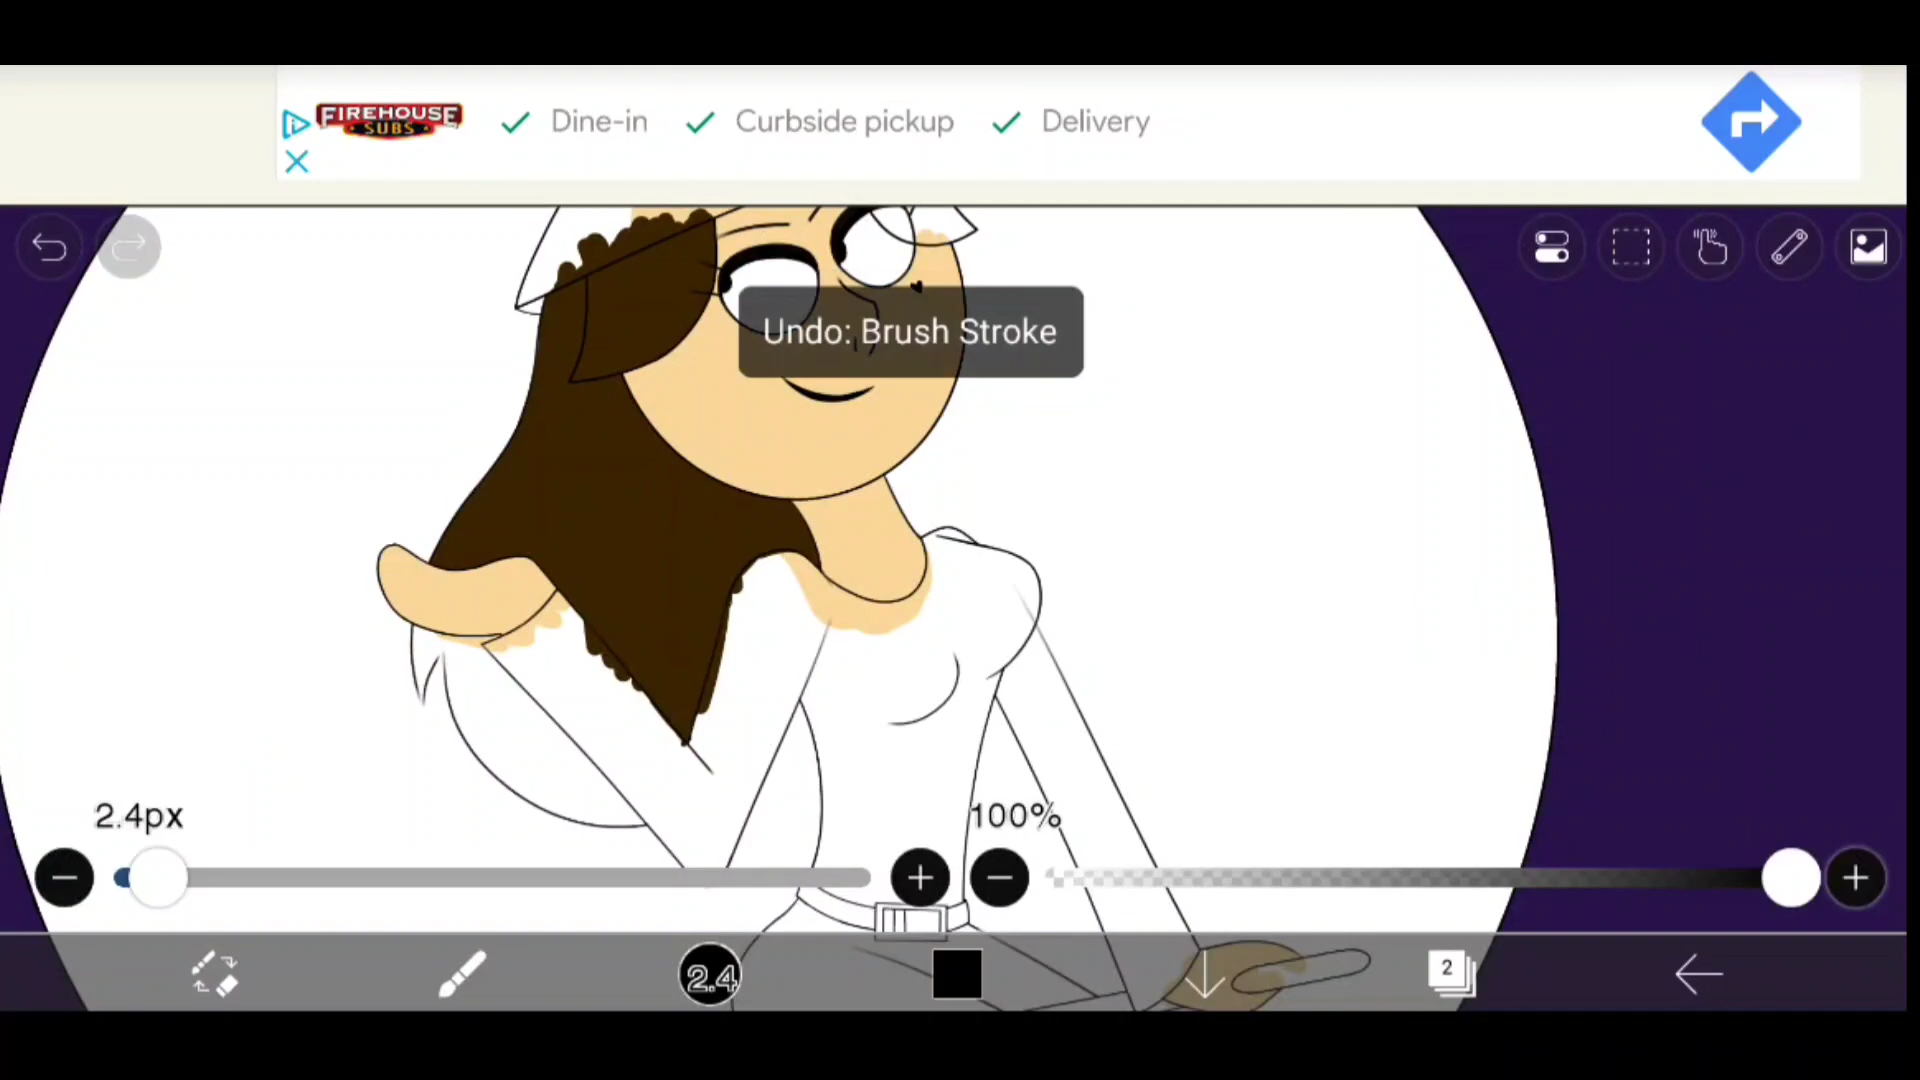 FIREHOUSE
SUBS
Dine-in
Curbside pickup
Delivery
Undo: Brush Stroke
2.4px
100%
2.4
2